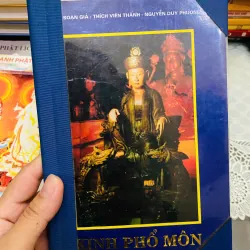 SOẠN GIẢ : THÍCH VIÊN THÀNH - NGUYỄN DUY PHƯƠNG
KINH PHỔ MÔN